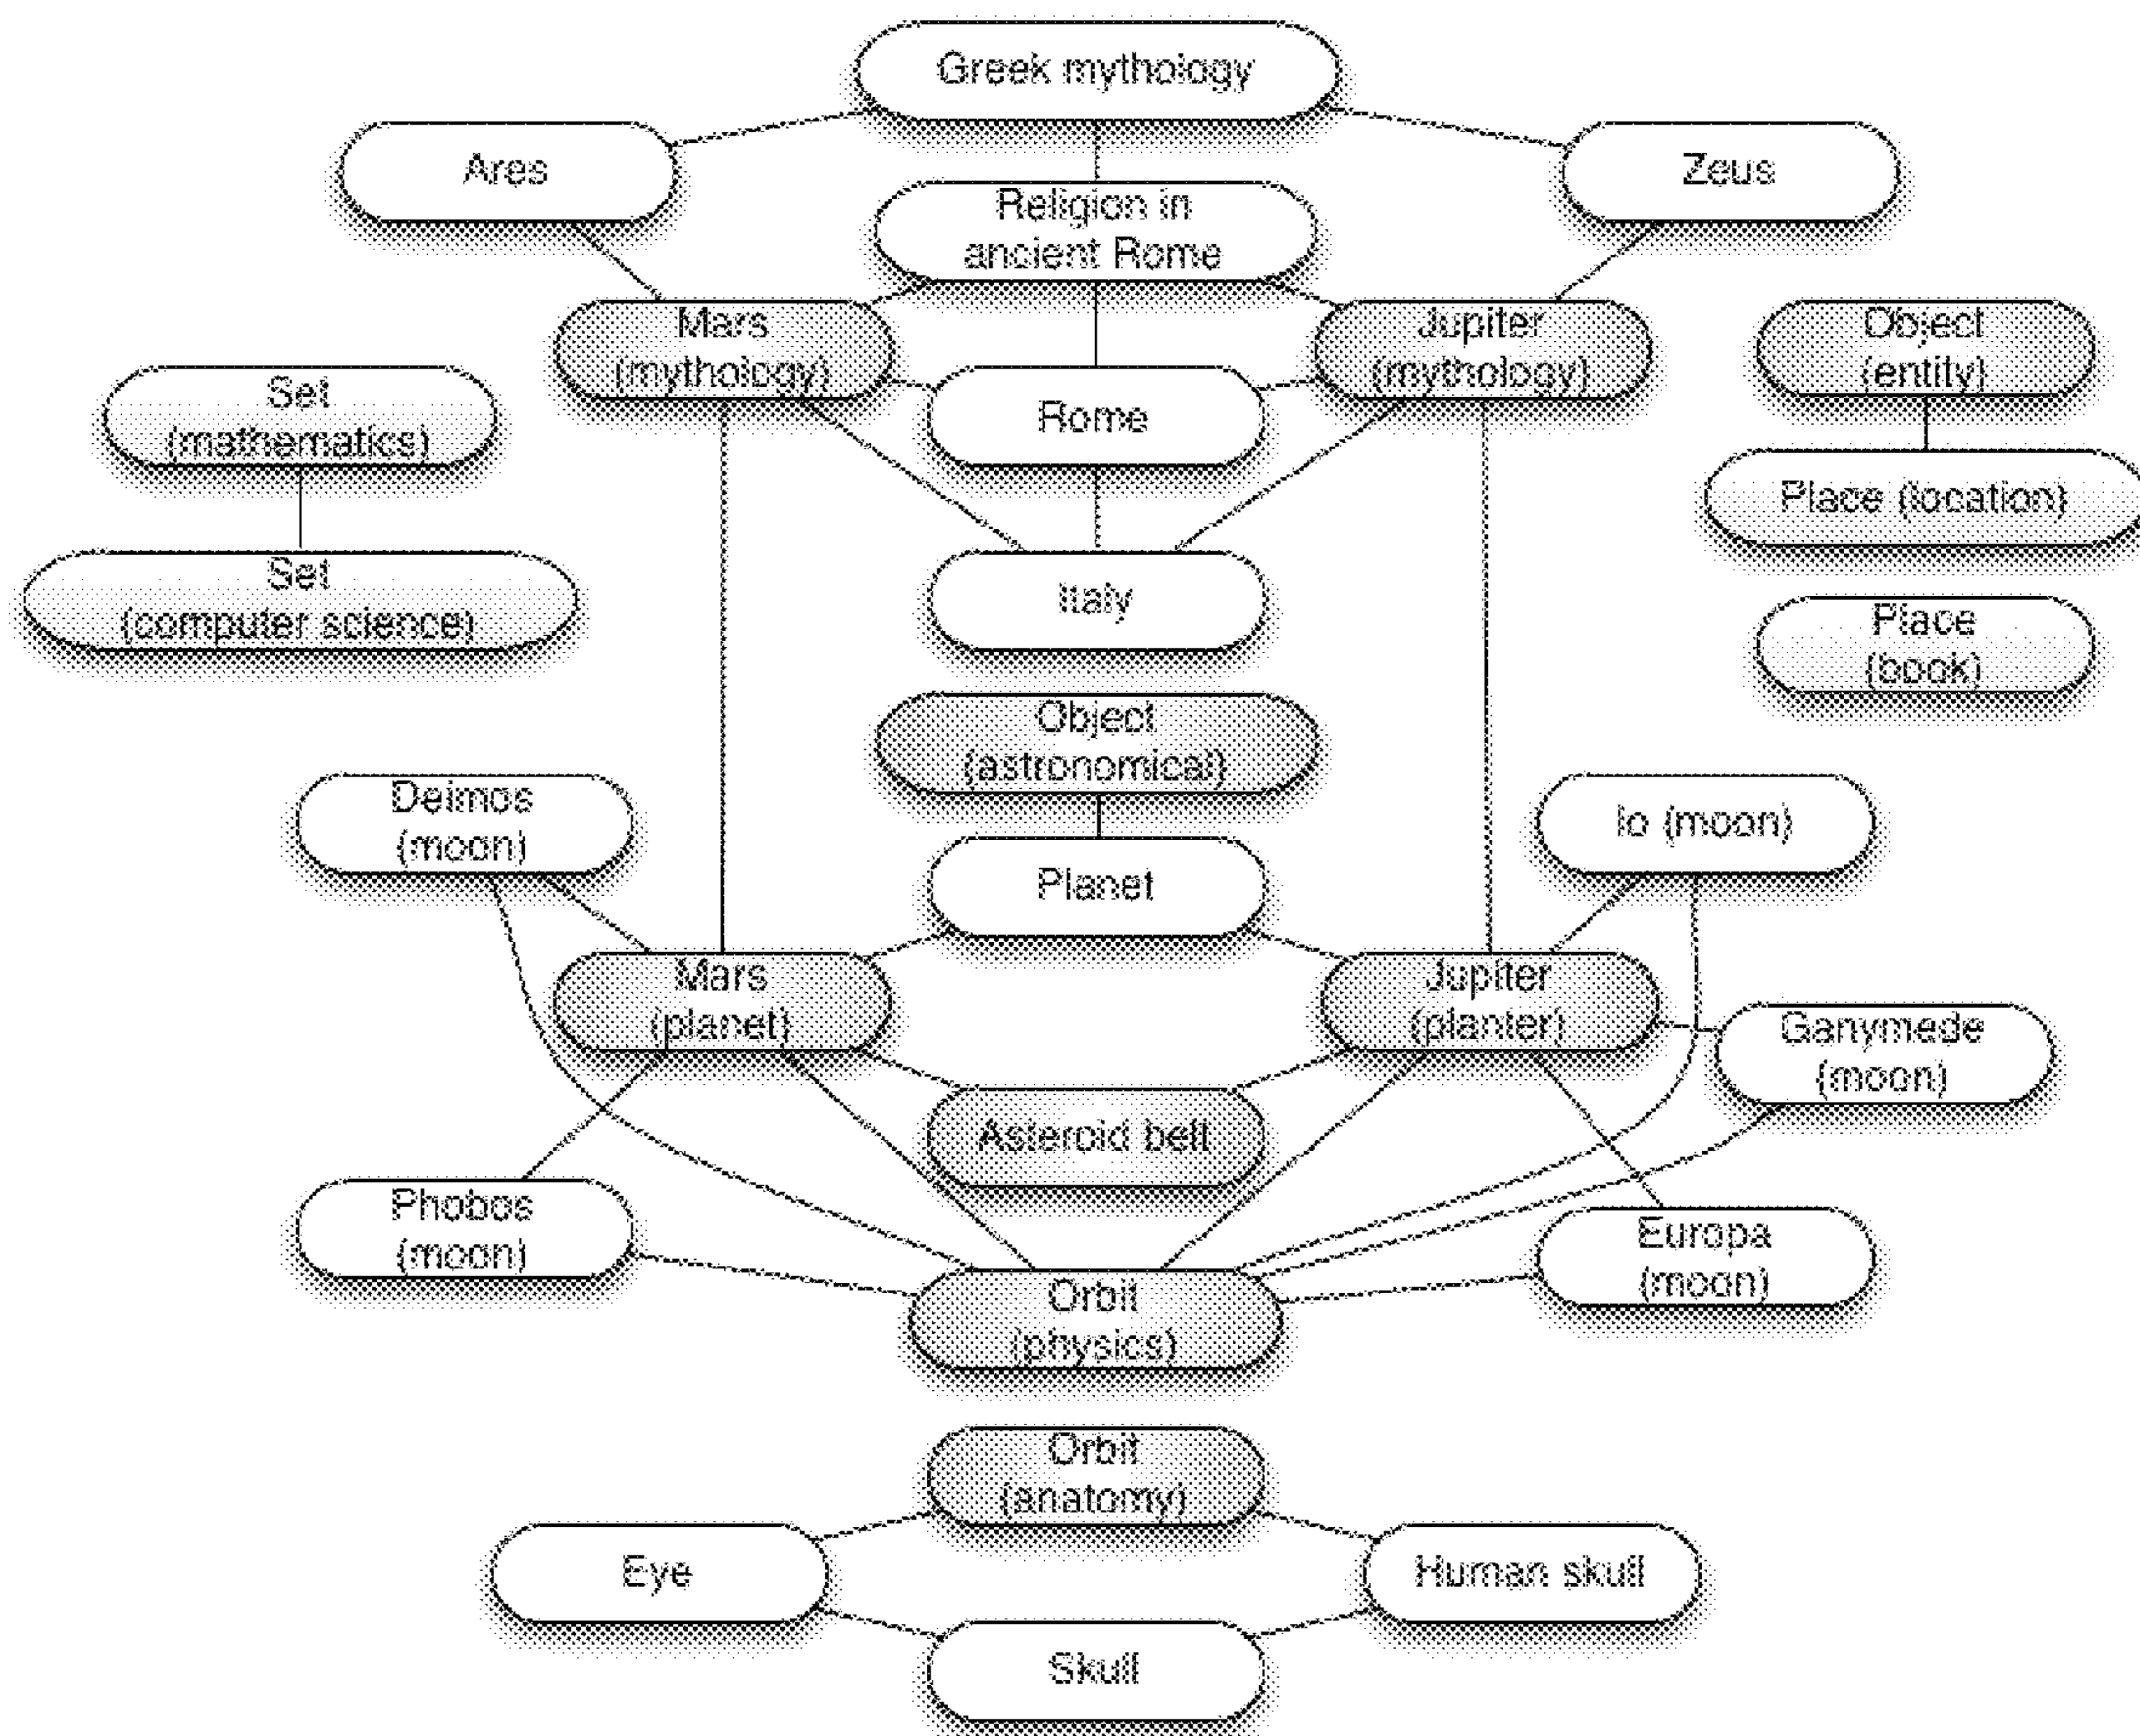 Greek mythology
Ares
Zeus
Religion in
ancient Rome
Mars
(mythology)
Jupiter
(mythology)
Object
(entity)
Set
(mathematics)
Rome
Place (location)
Set
(computer science)
Italy
Place
(book)
Object
(astronomical)
Deimos
(moon)
Io (moon)
Planet
Mars
(planet)
Jupiter
(planter)
Ganymede
(moon)
Asteroid belt
Phobos
(moon)
Europa
(moon)
Orbit
(physics)
Orbit
(anatomy)
Eye
Human skull
Skull